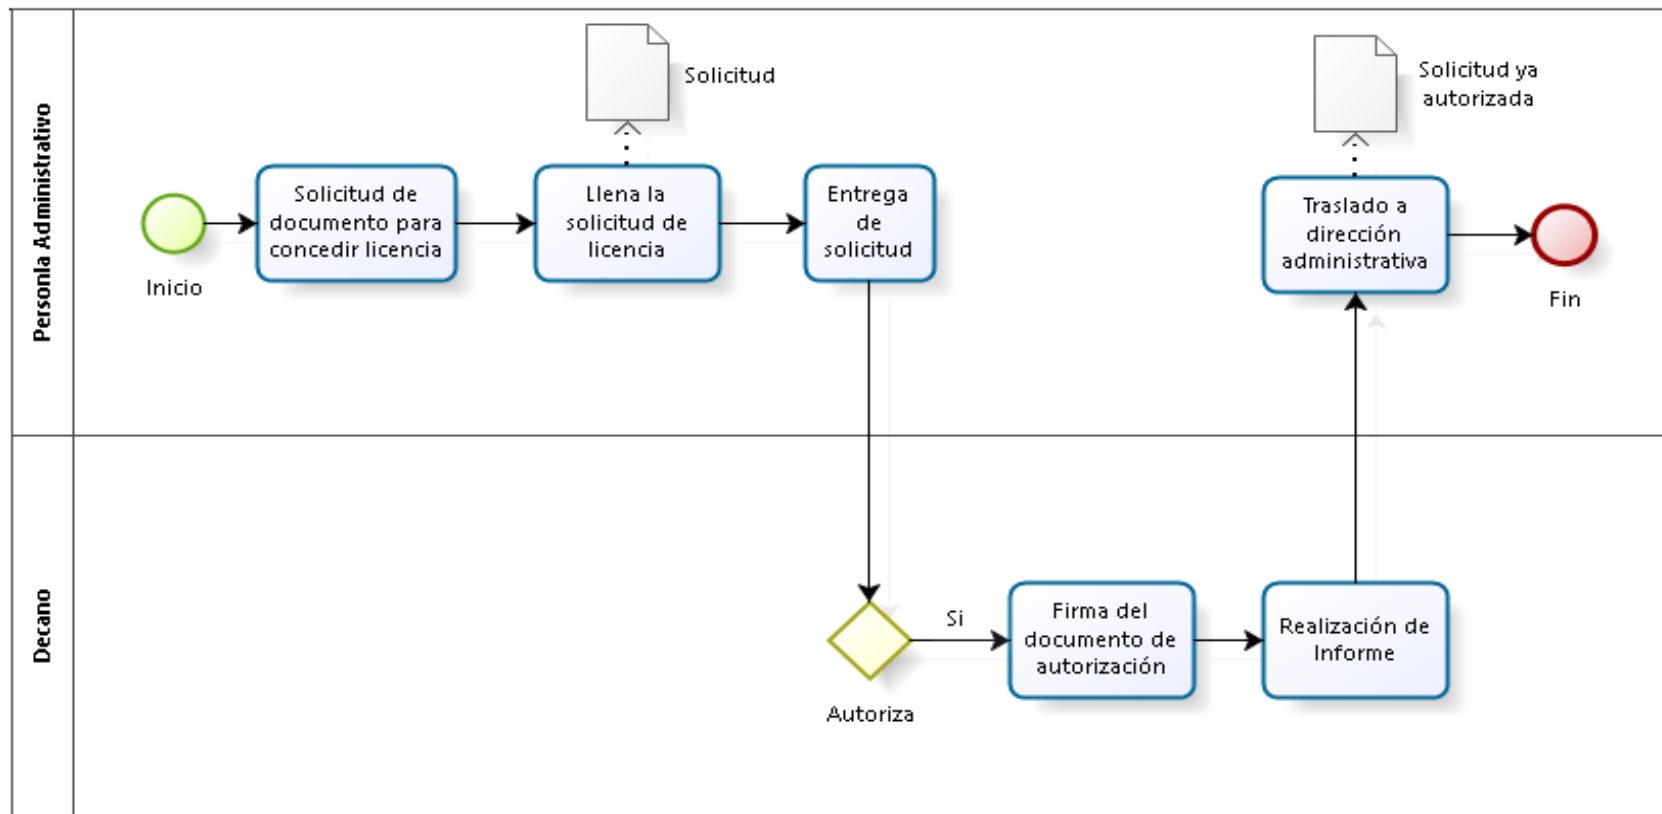 Personla Administrativo
Solicitud
Solicitud ya
autorizada
Inicio
Solicitud de
documento para
concedir licencia
Llena la
solicitud de
licencia
Entrega
de
solicitud
Traslado a
dirección
administrativa
Fin
Decano
Autoriza
Si
Firma del
documento de
autorización
Realización de
Informe